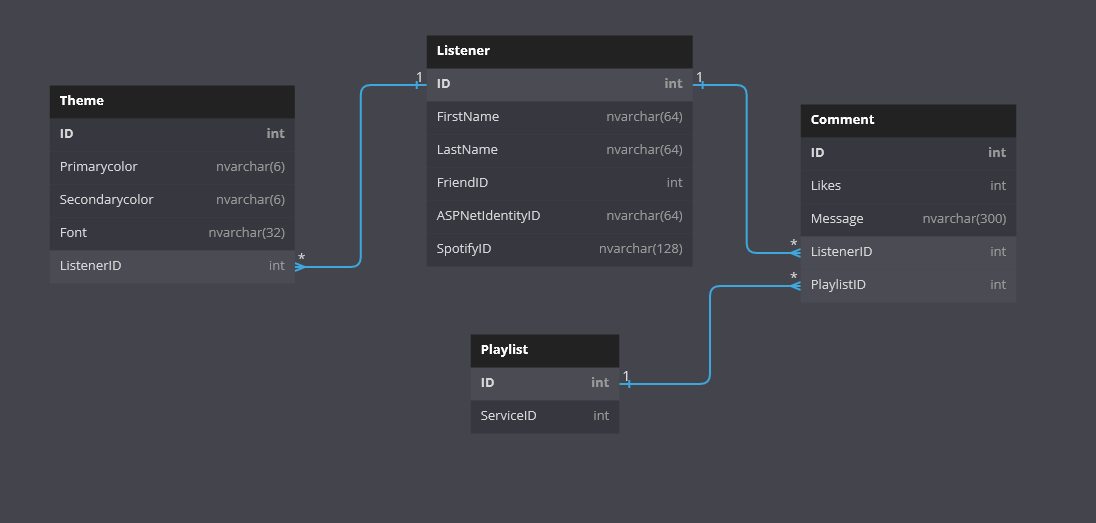 Theme
ID int
Primarycolor nvarchar(6)
Secondarycolor nvarchar(6)
Font nvarchar(32)
ListenerID int
*
Listener
1
ID int
1
FirstName nvarchar(64)
LastName nvarchar(64)
FriendID int
ASPNetIdentityID nvarchar(64)
SpotifyID nvarchar(128)
Comment
ID int
Likes int
Message nvarchar(300)
*
ListenerID int
*
PlaylistID int
Playlist
ID int
1
ServiceID int